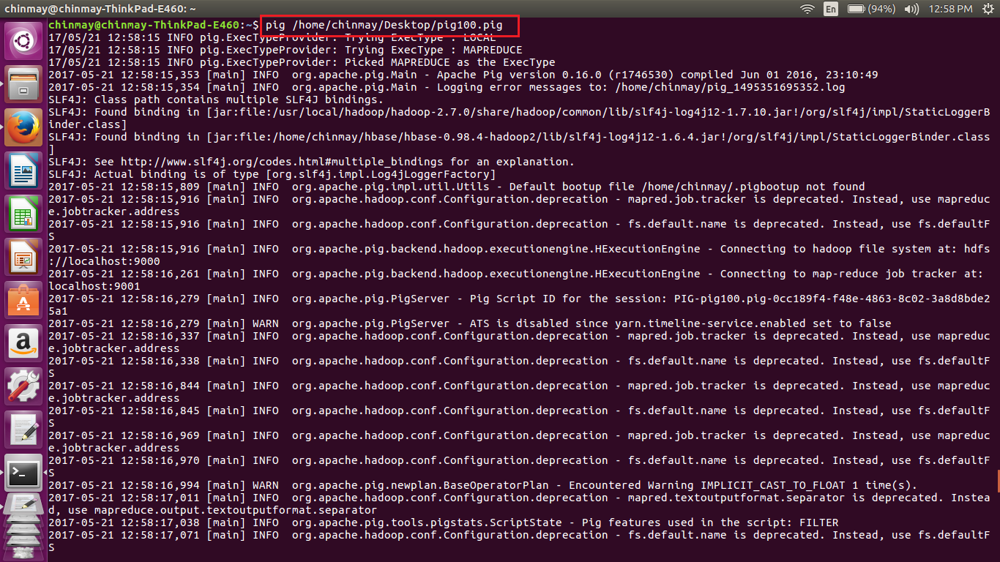 chinmay@chinmay-ThinkPad-E460: ~
En
(94%)
12:58 PM
chinmay@chinmay-ThinkPad-E460:~$ pig /home/chinmay/Desktop/pig100.pig
17/05/21 12:58:15 INFO pig.ExecTypeProvider: Trying ExecType : LOCAL
17/05/21 12:58:15 INFO pig.ExecTypeProvider: Trying ExecType : MAPREDUCE
17/05/21 12:58:15 INFO pig.ExecTypeProvider: Picked MAPREDUCE as the ExecType
2017-05-21 12:58:15,353 [main] INFO  org.apache.pig.Main - Apache Pig version 0.16.0 (r1746530) compiled Jun 01 2016, 23:10:49
2017-05-21 12:58:15,354 [main] INFO  org.apache.pig.Main - Logging error messages to: /home/chinmay/pig_1495351695352.log
SLF4J: Class path contains multiple SLF4J bindings.
SLF4J: Found binding in [jar:file:/usr/local/hadoop/hadoop-2.7.0/share/hadoop/common/lib/slf4j-log4j12-1.7.10.jar!/org/slf4j/impl/StaticLoggerB
inder.class]
SLF4J: Found binding in [jar:file:/home/chinmay/hbase/hbase-0.98.4-hadoop2/lib/slf4j-log4j12-1.6.4.jar!/org/slf4j/impl/StaticLoggerBinder.class
]
SLF4J: See http://www.slf4j.org/codes.html#multiple_bindings for an explanation.
SLF4J: Actual binding is of type [org.slf4j.impl.Log4jLoggerFactory]
2017-05-21 12:58:15,809 [main] INFO  org.apache.pig.impl.util.Utils - Default bootup file /home/chinmay/.pigbootup not found
2017-05-21 12:58:15,916 [main] INFO  org.apache.hadoop.conf.Configuration.deprecation - mapred.job.tracker is deprecated. Instead, use mapreduc
e.jobtracker.address
2017-05-21 12:58:15,916 [main] INFO  org.apache.hadoop.conf.Configuration.deprecation - fs.default.name is deprecated. Instead, use fs.defaultF
S
2017-05-21 12:58:15,916 [main] INFO  org.apache.pig.backend.hadoop.executionengine.HExecutionEngine - Connecting to hadoop file system at: hdfs
://localhost:9000
2017-05-21 12:58:16,261 [main] INFO  org.apache.pig.backend.hadoop.executionengine.HExecutionEngine - Connecting to map-reduce job tracker at:
localhost:9001
2017-05-21 12:58:16,279 [main] INFO  org.apache.pig.PigServer - Pig Script ID for the session: PIG-pig100.pig-0cc189f4-f48e-4863-8c02-3a8d8bde2
5a1
2017-05-21 12:58:16,279 [main] WARN  org.apache.pig.PigServer - ATS is disabled since yarn.timeline-service.enabled set to false
2017-05-21 12:58:16,337 [main] INFO  org.apache.hadoop.conf.Configuration.deprecation - mapred.job.tracker is deprecated. Instead, use mapreduc
e.jobtracker.address
2017-05-21 12:58:16,338 [main] INFO  org.apache.hadoop.conf.Configuration.deprecation - fs.default.name is deprecated. Instead, use fs.defaultF
S
2017-05-21 12:58:16,844 [main] INFO  org.apache.hadoop.conf.Configuration.deprecation - mapred.job.tracker is deprecated. Instead, use mapreduc
e.jobtracker.address
2017-05-21 12:58:16,845 [main] INFO  org.apache.hadoop.conf.Configuration.deprecation - fs.default.name is deprecated. Instead, use fs.defaultF
S
2017-05-21 12:58:16,969 [main] INFO  org.apache.hadoop.conf.Configuration.deprecation - mapred.job.tracker is deprecated. Instead, use mapreduc
e.jobtracker.address
2017-05-21 12:58:16,970 [main] INFO  org.apache.hadoop.conf.Configuration.deprecation - fs.default.name is deprecated. Instead, use fs.defaultF
S
2017-05-21 12:58:16,994 [main] WARN  org.apache.pig.newplan.BaseOperatorPlan - Encountered Warning IMPLICIT_CAST_TO_FLOAT 1 time(s).
2017-05-21 12:58:17,011 [main] INFO  org.apache.hadoop.conf.Configuration.deprecation - mapred.textoutputformat.separator is deprecated. Instea
d, use mapreduce.output.textoutputformat.separator
2017-05-21 12:58:17,038 [main] INFO  org.apache.pig.tools.pigstats.ScriptState - Pig features used in the script: FILTER
2017-05-21 12:58:17,071 [main] INFO  org.apache.hadoop.conf.Configuration.deprecation - fs.default.name is deprecated. Instead, use fs.defaultF
S